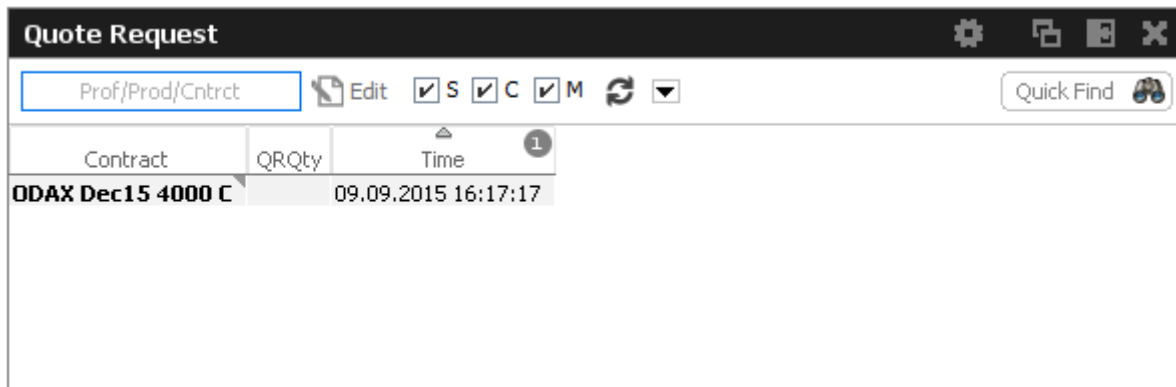 Quote Request
Prof/Prod/Cntrct Edit S C M Quick Find
Contract QRQty Time 1
ODAX Dec15 4000 C 09.09.2015 16:17:17